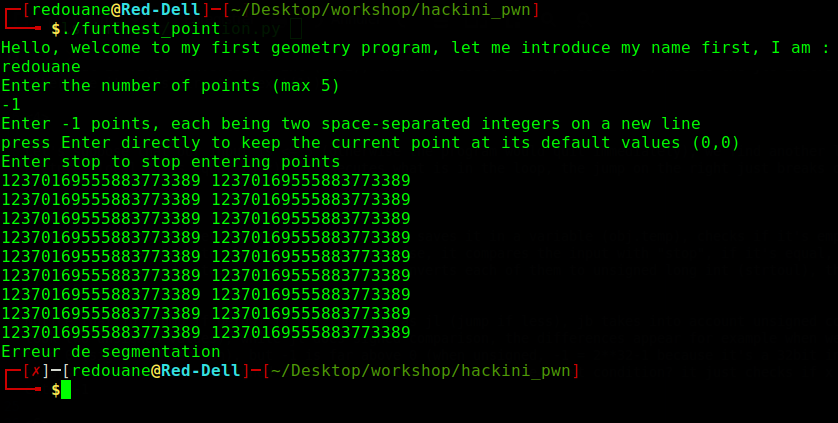 ┌─[redouane@Red-Dell]─[~/Desktop/workshop/hackini_pwn]
└──╼ $./furthest_point
Hello, welcome to my first geometry program, let me introduce my name first, I am :
redouane
Enter the number of points (max 5)
-1
Enter -1 points, each being two space-separated integers on a new line
press Enter directly to keep the current point at its default values (0,0)
Enter stop to stop entering points
12370169555883773389 12370169555883773389
12370169555883773389 12370169555883773389
12370169555883773389 12370169555883773389
12370169555883773389 12370169555883773389
12370169555883773389 12370169555883773389
12370169555883773389 12370169555883773389
12370169555883773389 12370169555883773389
12370169555883773389 12370169555883773389
12370169555883773389 12370169555883773389
Erreur de segmentation
┌─[✗]─[redouane@Red-Dell]─[~/Desktop/workshop/hackini_pwn]
└──╼ $